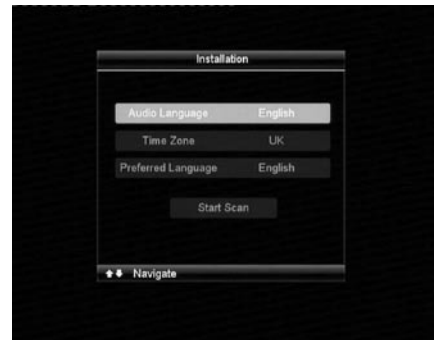 Installation
Audio Language English
Time Zone UK
Preferred Language English
Start Scan
Navigate